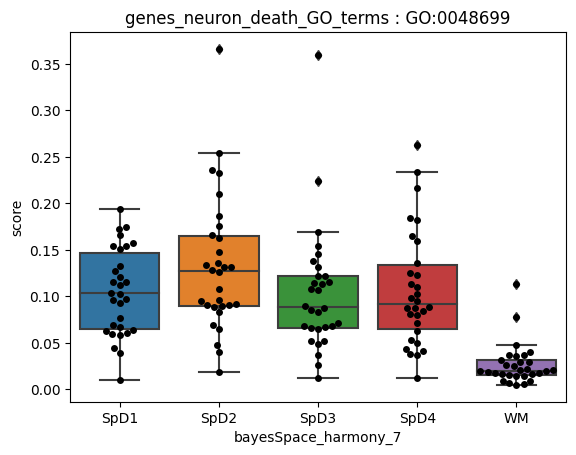 genes_neuron_death_GO_terms : GO:0048699
0.35
0.30
0.25
0.20
0.15
0.10
0.05
0.00
score
SpD1 SpD2 SpD3 SpD4 WM
bayesSpace_harmony_7